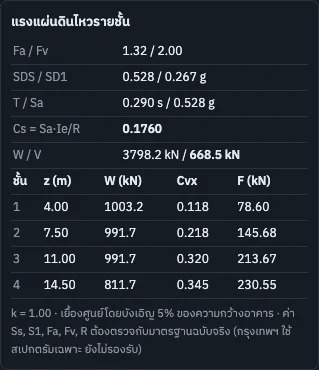 แรงแผ่นดินไหวรายชั้น
Fa / Fv 1.32 / 2.00
SDS / SD1 0.528 / 0.267 g
T / Sa 0.290 s / 0.528 g
Cs = Sa·Ie/R 0.1760
W / V 3798.2 kN / 668.5 kN
ชั้น z (m) W (kN) Cvx F (kN)
1 4.00 1003.2 0.118 78.60
2 7.50 991.7 0.218 145.68
3 11.00 991.7 0.320 213.67
4 14.50 811.7 0.345 230.55
k = 1.00 · เยื้องศูนย์โดยบังเอิญ 5% ของความกว้างอาคาร · ค่า
Ss, S1, Fa, Fv, R ต้องตรวจกับมาตรฐานฉบับจริง (กรุงเทพฯ ใช้
สเปกตรัมเฉพาะ ยังไม่รองรับ)